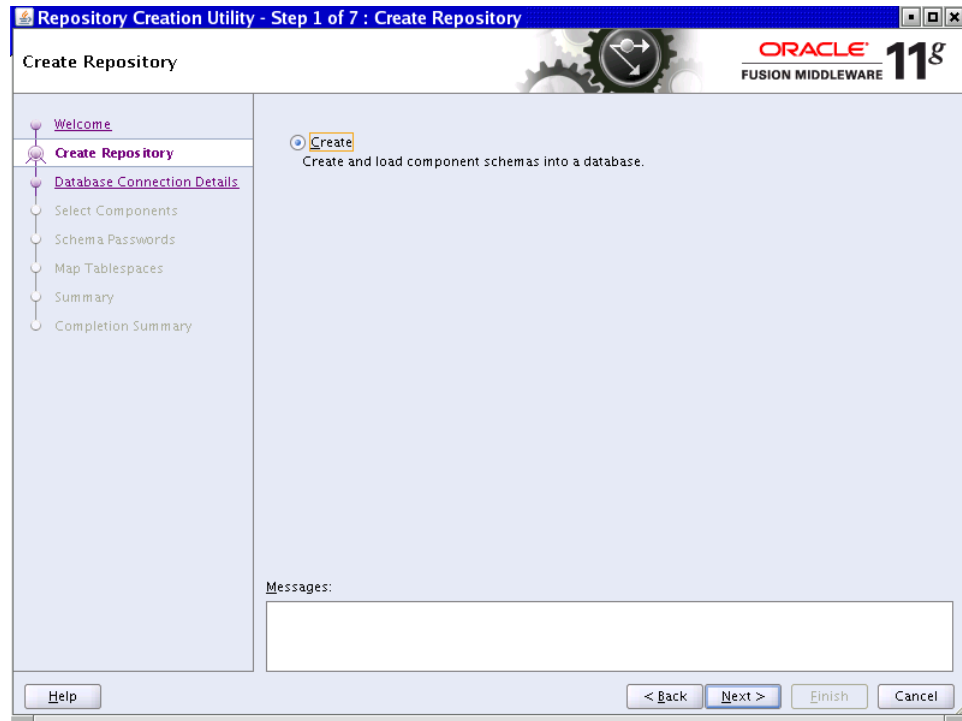 Repository Creation Utility - Step 1 of 7 : Create Repository
Create Repository
ORACLE
FUSION MIDDLEWARE
11g
Welcome
Create Repository
Database Connection Details
Select Components
Schema Passwords
Map Tablespaces
Summary
Completion Summary
Create
Create and load component schemas into a database.
Messages:
Help
< Back
Next >
Finish
Cancel